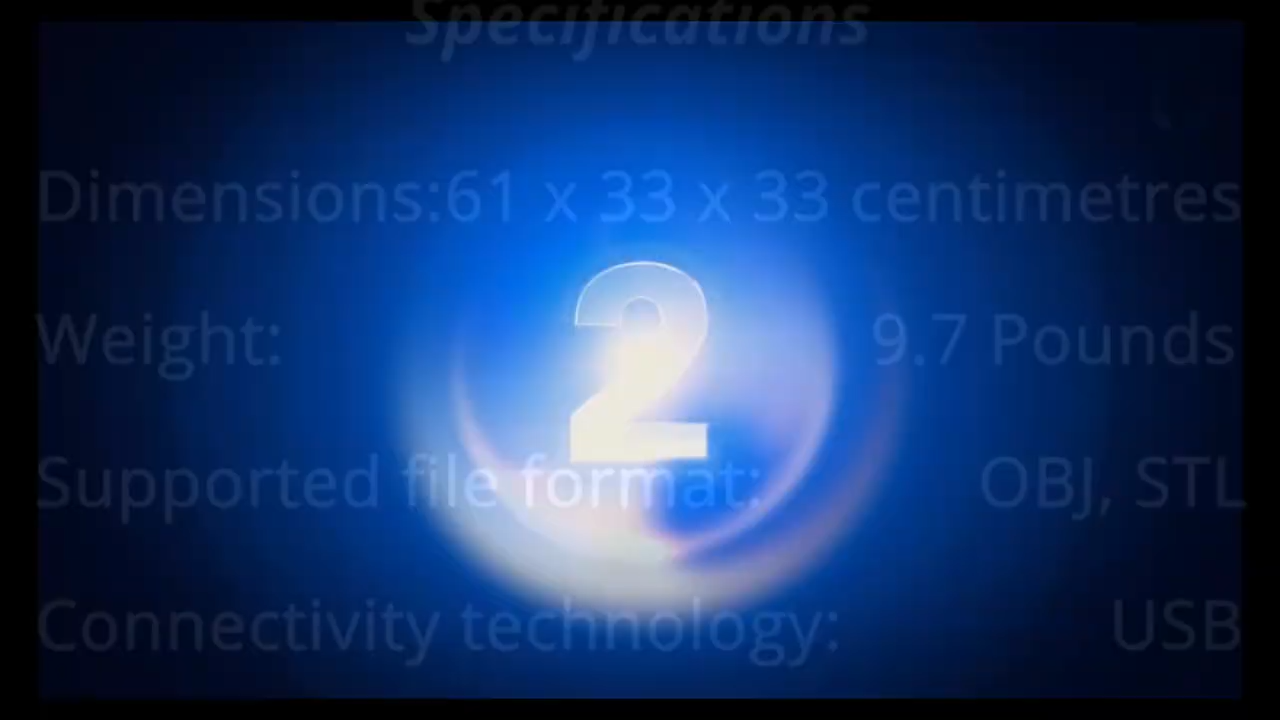 Specifications
Dimensions:61 x 33 x 33 centimetres
2
Weight: 9.7 Pounds
Supported file format: OBJ, STL
Connectivity technology: USB